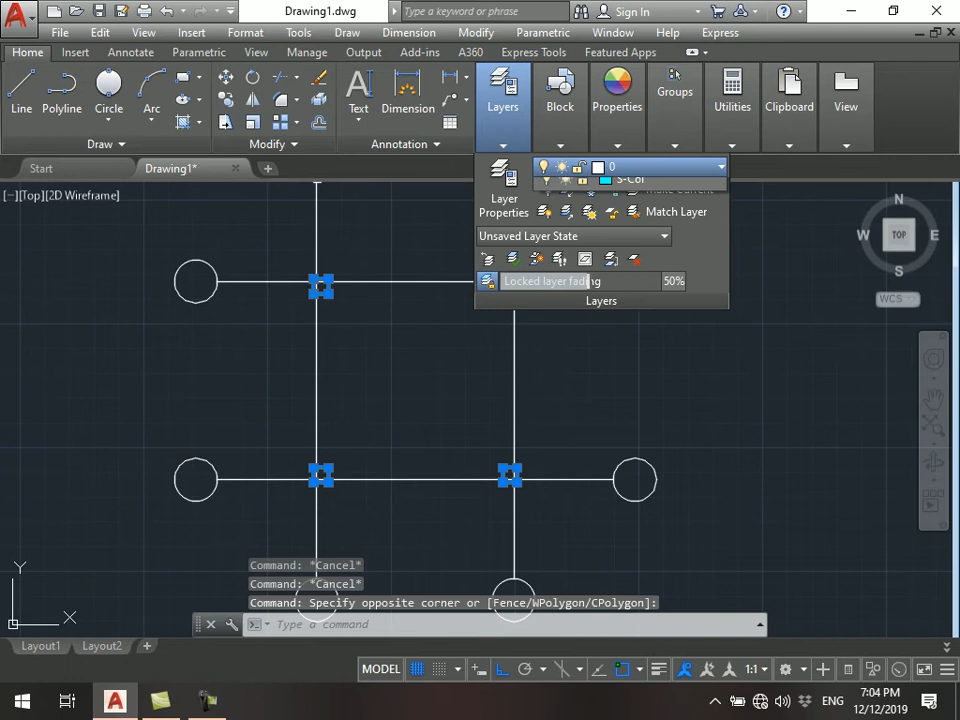 Drawing1.dwg
Type a keyword or phrase
Sign In
File Edit View Insert Format Tools Draw Dimension Modify Parametric Window Help Express
Home Insert Annotate Parametric View Manage Output Add-ins A360 Express Tools Featured Apps
Line Polyline Circle Arc
Text Dimension
Layers Block Properties Groups Utilities Clipboard View
Draw Modify Annotation
Start Drawing1*
0
S-Col
Make Current
Layer Properties
Match Layer
[−][Top][2D Wireframe]
Unsaved Layer State
Locked layer fading 50%
Layers
N
W TOP E
S
WCS
Command: *Cancel*
Command: *Cancel*
Command: Specify opposite corner or [Fence/WPolygon/CPolygon]:
Type a command
Y
X
Layout1 Layout2
MODEL 1:1
ENG
7:04 PM
12/12/2019